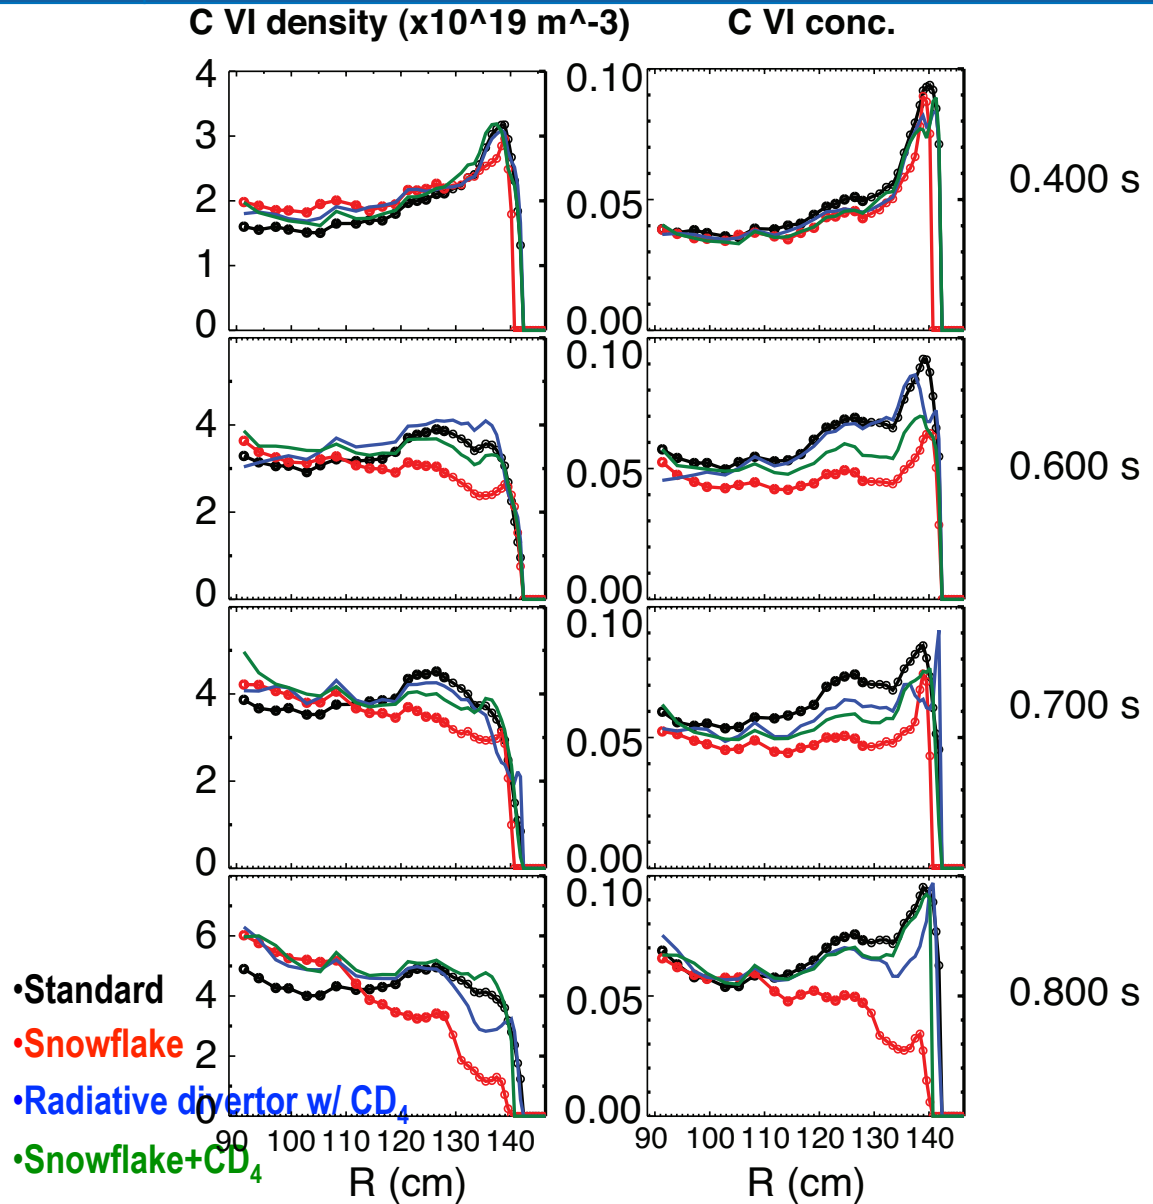 C VI density (x10^19 m^-3) C VI conc.
4
3
2
1
0
0.10
0.05
0.00
0.400 s
4
2
0
0.10
0.05
0.00
0.600 s
4
2
0
0.10
0.05
0.00
0.700 s
6
4
2
0
0.10
0.05
0.00
0.800 s
•Standard
•Snowflake
•Radiative divertor w/ CD4
•Snowflake+CD4
90 100 110 120 130 140
90 100 110 120 130 140
R (cm) R (cm)